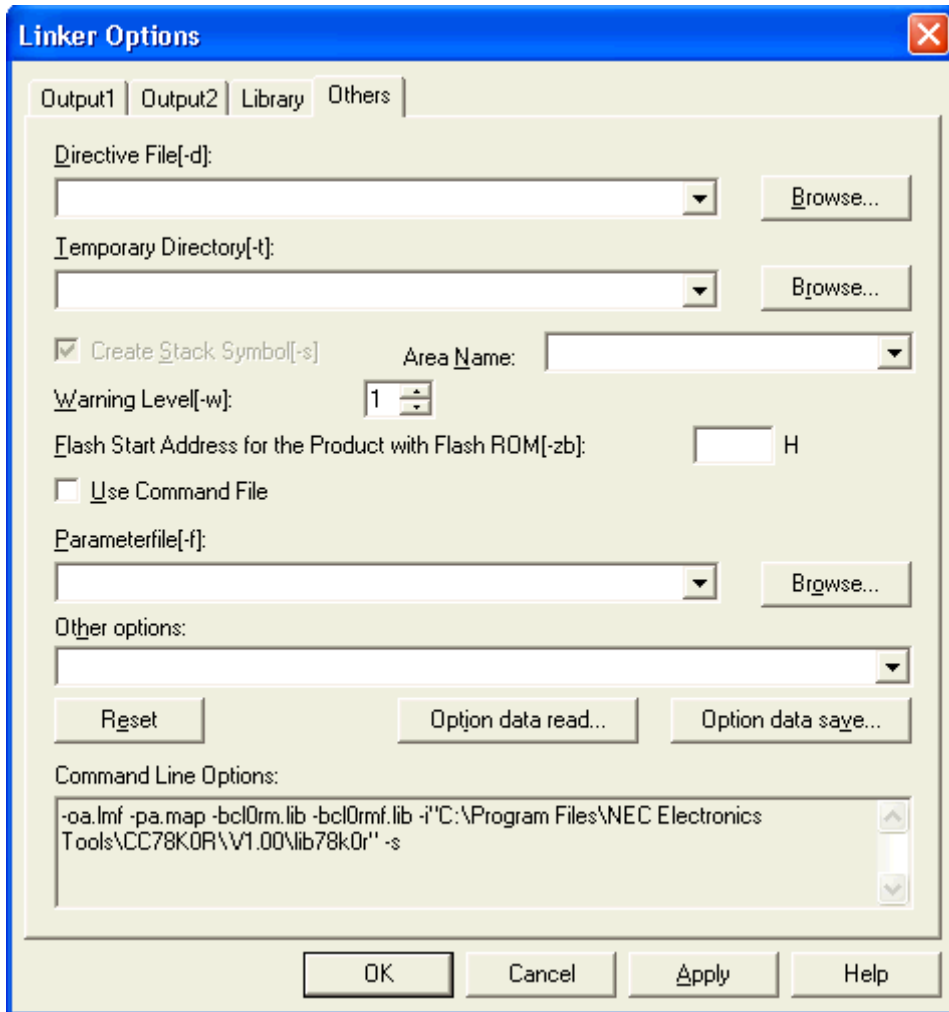 Linker Options
Output1 Output2 Library Others
Directive File[-d]:
Browse...
Temporary Directory[-t]:
Browse...
Create Stack Symbol[-s] Area Name:
Warning Level[-w]: 1
Flash Start Address for the Product with Flash ROM[-zb]: H
Use Command File
Parameterfile[-f]:
Browse...
Other options:
Reset Option data read... Option data save...
Command Line Options:
-oa.lmf -pa.map -bcl0rm.lib -bcl0rmf.lib -i"C:\Program Files\NEC Electronics
Tools\CC78K0R\V1.00\lib78k0r" -s
OK Cancel Apply Help